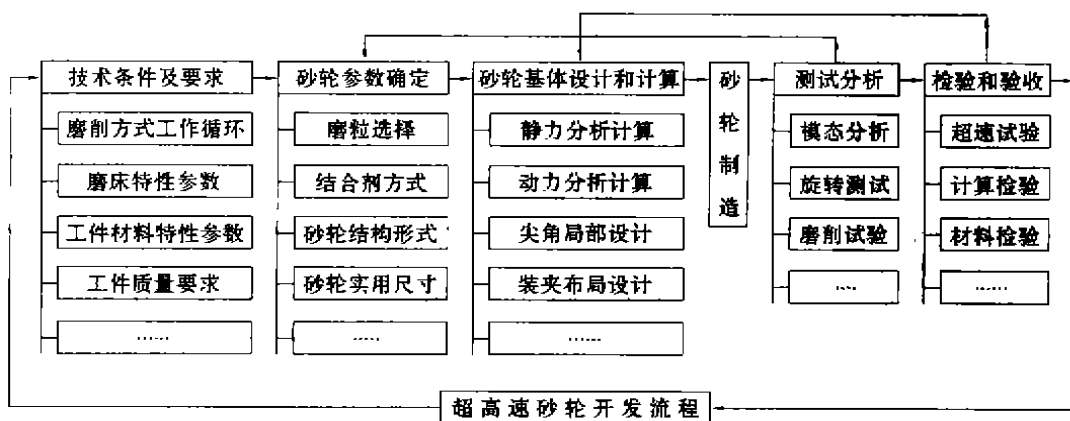 技术条件及要求
磨削方式工作循环
磨床特性参数
工件材料特性参数
工件质量要求
……
砂轮参数确定
磨粒选择
结合剂方式
砂轮结构形式
砂轮实用尺寸
……
砂轮基体设计和计算
静力分析计算
动力分析计算
尖角局部设计
装夹布局设计
……
砂轮制造
测试分析
模态分析
旋转测试
磨削试验
……
检验和验收
超速试验
计算检验
材料检验
……
超高速砂轮开发流程